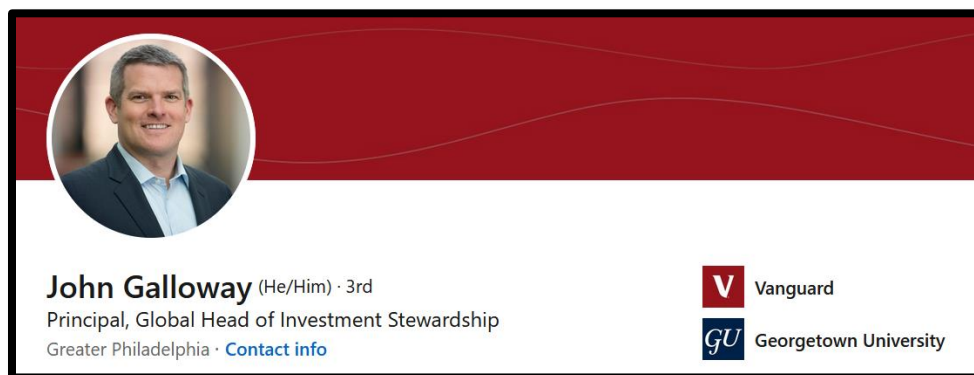 John Galloway (He/Him) · 3rd
Principal, Global Head of Investment Stewardship
Greater Philadelphia · Contact info
V Vanguard
GU Georgetown University